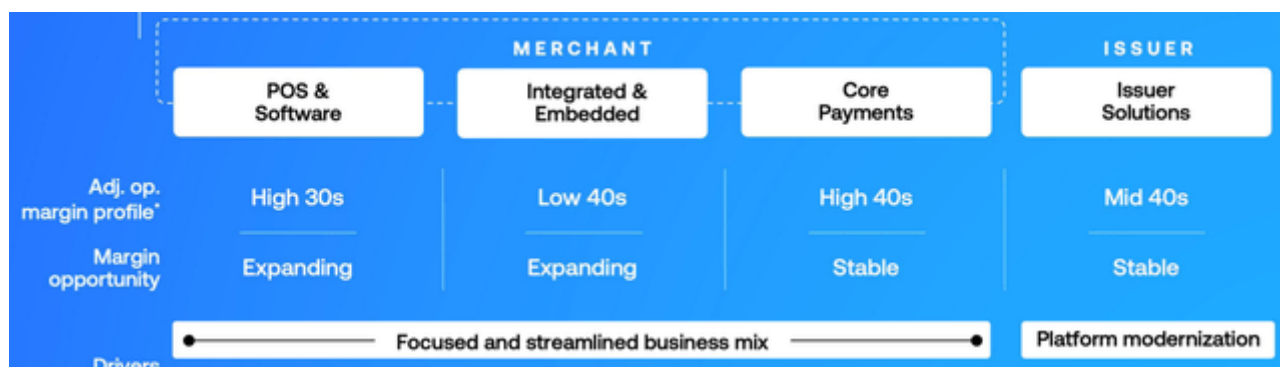 MERCHANT
ISSUER
POS &
Software
Integrated &
Embedded
Core
Payments
Issuer
Solutions
Adj. op.
margin profile*
High 30s
Low 40s
High 40s
Mid 40s
Margin
opportunity
Expanding
Expanding
Stable
Stable
Focused and streamlined business mix
Platform modernization
Drivers